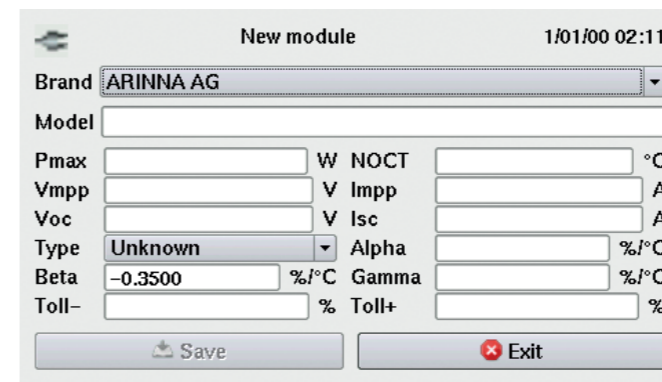 New module 1/01/00 02:11
Brand ARINNA AG
Model
Pmax W NOCT °C
Vmpp V Impp A
Voc V Isc A
Type Unknown Alpha %/°C
Beta -0.3500 %/°C Gamma %/°C
Toll- % Toll+ %
Save Exit